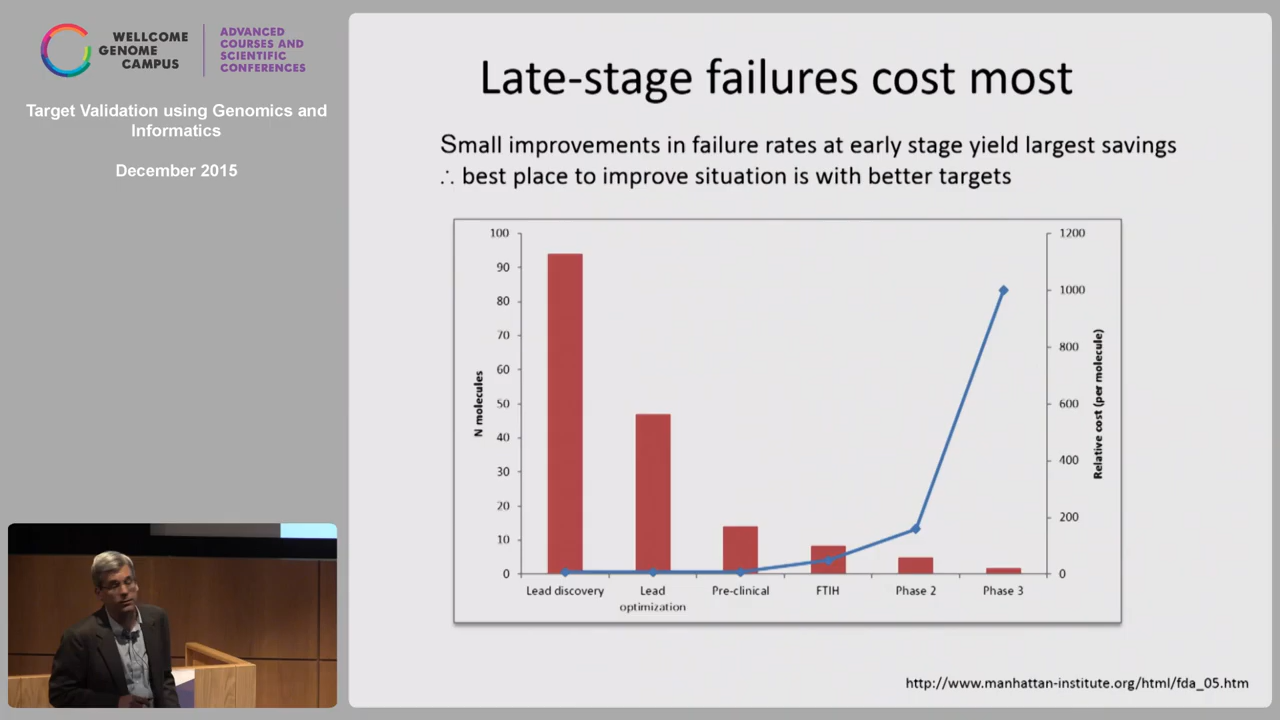 WELLCOME
GENOME
CAMPUS
ADVANCED
COURSES AND
SCIENTIFIC
CONFERENCES
Target Validation using Genomics and
Informatics
December 2015
Late-stage failures cost most
Small improvements in failure rates at early stage yield largest savings
∴ best place to improve situation is with better targets
100
90
80
70
60
50
40
30
20
10
0
N molecules
1200
1000
800
600
400
200
0
Relative cost (per molecule)
Lead discovery
Lead
optimization
Pre-clinical
FTIH
Phase 2
Phase 3
http://www.manhattan-institute.org/html/fda_05.htm